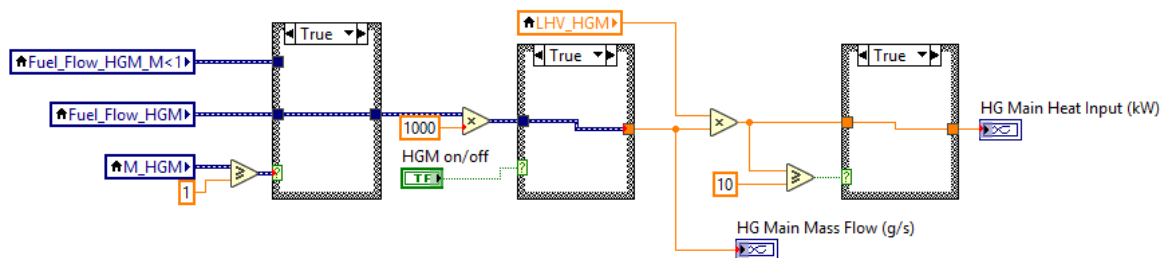 True
LHV_HGM
Fuel_Flow_HGM_M<1
True
True
Fuel_Flow_HGM
1000
HG Main Heat Input (kW)
M_HGM
1
HGM on/off
TF
10
HG Main Mass Flow (g/s)